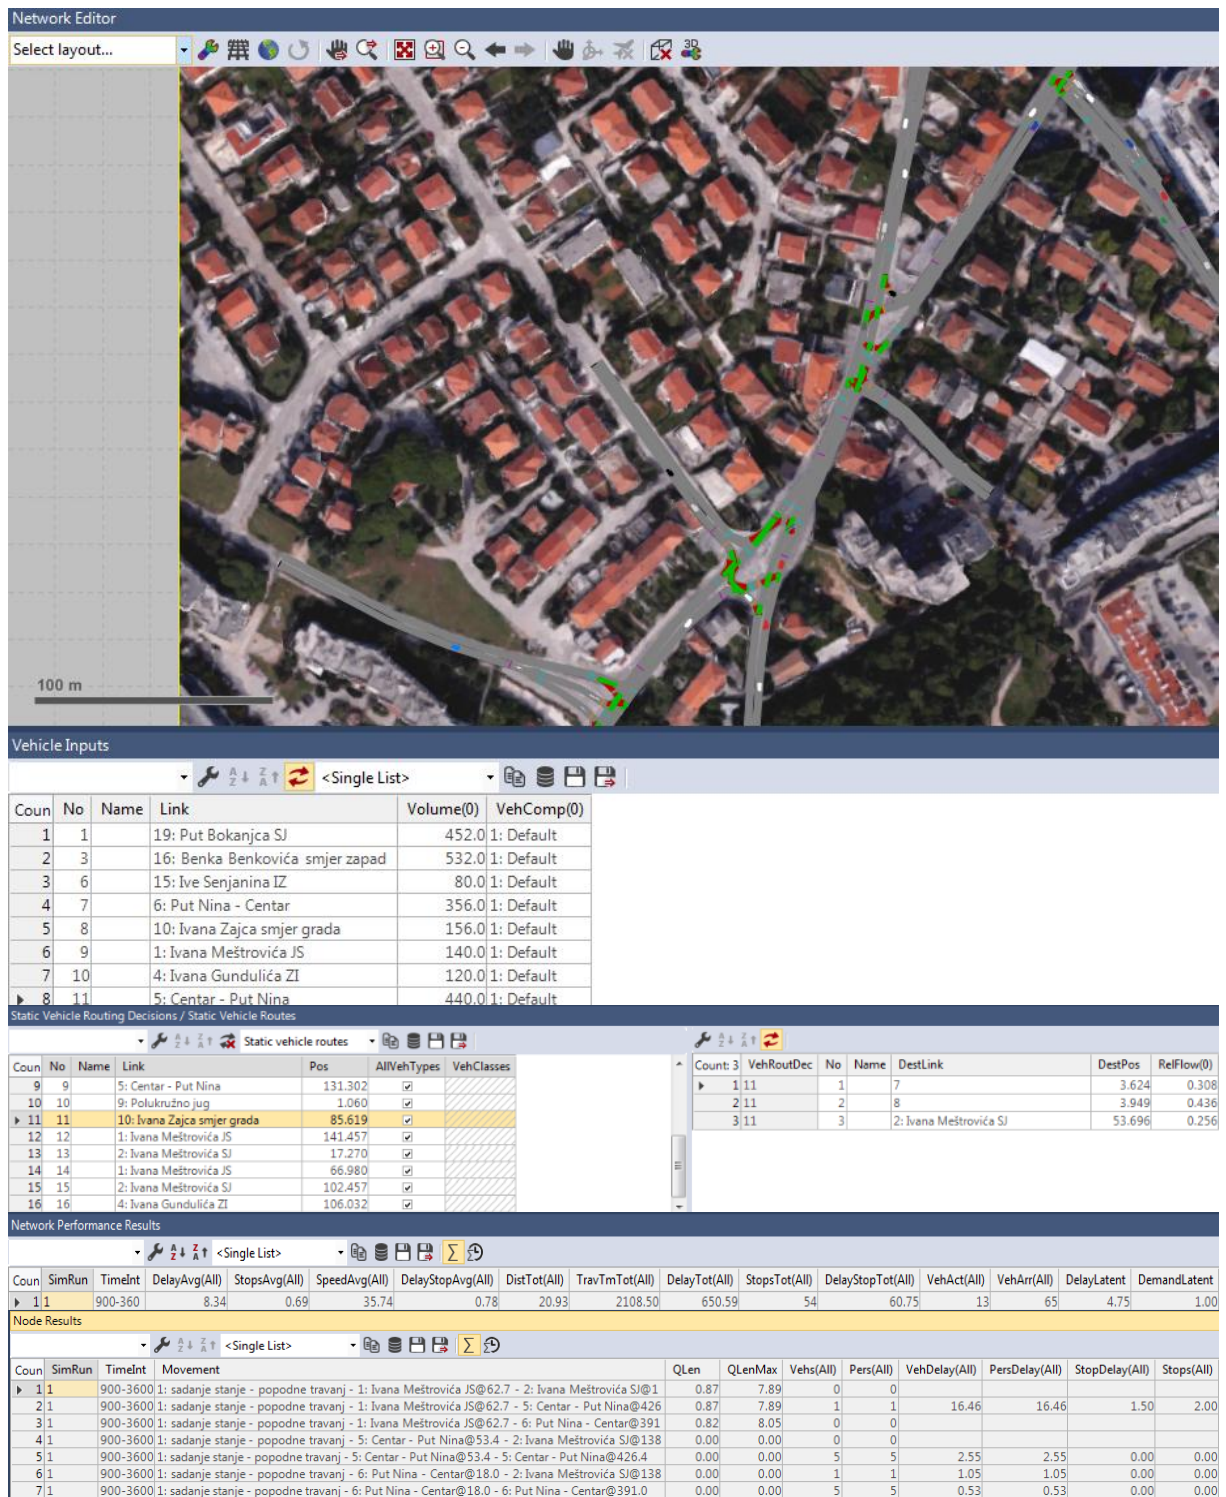 Network Editor
Select layout...
3D
100 m
Vehicle Inputs
<Single List>
Coun No Name Link Volume(0) VehComp(0)
1 1 19: Put Bokanjca SJ 452.0 1: Default
2 3 16: Benka Benkovića smjer zapad 532.0 1: Default
3 6 15: Ive Senjanina IZ 80.0 1: Default
4 7 6: Put Nina - Centar 356.0 1: Default
5 8 10: Ivana Zajca smjer grada 156.0 1: Default
6 9 1: Ivana Meštrovića JS 140.0 1: Default
7 10 4: Ivana Gundulića ZI 120.0 1: Default
8 11 5: Centar - Put Nina 440.0 1: Default
Static Vehicle Routing Decisions / Static Vehicle Routes
Static vehicle routes
Coun No Name Link Pos AllVehTypes VehClasses
9 9 5: Centar - Put Nina 131.302
10 10 9: Polukružno jug 1.060
11 11 10: Ivana Zajca smjer grada 85.619
12 12 1: Ivana Meštrovića JS 141.457
13 13 2: Ivana Meštrovića SJ 17.270
14 14 1: Ivana Meštrovića JS 66.980
15 15 2: Ivana Meštrovića SJ 102.457
16 16 4: Ivana Gundulića ZI 106.032
Count: 3 VehRoutDec No Name DestLink DestPos RelFlow(0)
1 11 1 7 3.624 0.308
2 11 2 8 3.949 0.436
3 11 3 2: Ivana Meštrovića SJ 53.696 0.256
Network Performance Results
<Single List>
Coun SimRun TimeInt DelayAvg(All) StopsAvg(All) SpeedAvg(All) DelayStopAvg(All) DistTot(All) TravTmTot(All) DelayTot(All) StopsTot(All) DelayStopTot(All) VehAct(All) VehArr(All) DelayLatent DemandLatent
1 1 900-360 8.34 0.69 35.74 0.78 20.93 2108.50 650.59 54 60.75 13 65 4.75 1.00
Node Results
<Single List>
Coun SimRun TimeInt Movement QLen QLenMax Vehs(All) Pers(All) VehDelay(All) PersDelay(All) StopDelay(All) Stops(All)
1 1 900-3600 1: sadanje stanje - popodne travanj - 1: Ivana Meštrovića JS@62.7 - 2: Ivana Meštrovića SJ@1 0.87 7.89 0 0
2 1 900-3600 1: sadanje stanje - popodne travanj - 1: Ivana Meštrovića JS@62.7 - 5: Centar - Put Nina@426 0.87 7.89 1 1 16.46 16.46 1.50 2.00
3 1 900-3600 1: sadanje stanje - popodne travanj - 1: Ivana Meštrovića JS@62.7 - 6: Put Nina - Centar@391 0.82 8.05 0 0
4 1 900-3600 1: sadanje stanje - popodne travanj - 5: Centar - Put Nina@53.4 - 2: Ivana Meštrovića SJ@138 0.00 0.00 0 0
5 1 900-3600 1: sadanje stanje - popodne travanj - 5: Centar - Put Nina@53.4 - 5: Centar - Put Nina@426.4 0.00 0.00 5 5 2.55 2.55 0.00 0.00
6 1 900-3600 1: sadanje stanje - popodne travanj - 6: Put Nina - Centar@18.0 - 2: Ivana Meštrovića SJ@138 0.00 0.00 1 1 1.05 1.05 0.00 0.00
7 1 900-3600 1: sadanje stanje - popodne travanj - 6: Put Nina - Centar@18.0 - 6: Put Nina - Centar@391.0 0.00 0.00 5 5 0.53 0.53 0.00 0.00